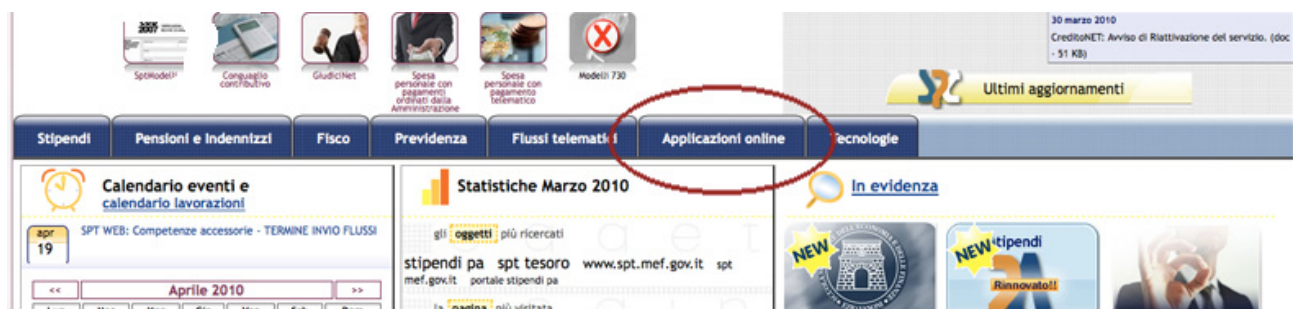 2007
SptModelli
Conguaglio
contributivo
GiudiciNet
Spesa
personale con
pagamenti
ordinati dalla
Amministrazione
Spesa
personale con
pagamento
telematico
Modelli 730
30 marzo 2010
CreditoNET: Avviso di Riattivazione del servizio. (doc
- 51 KB)
Ultimi aggiornamenti
Stipendi
Pensioni e Indennizzi
Fisco
Previdenza
Flussi telematici
Applicazioni online
Tecnologie
Calendario eventi e
calendario lavorazioni
apr
19
SPT WEB: Competenze accessorie - TERMINE INVIO FLUSSI
<< Aprile 2010 >>
Statistiche Marzo 2010
gli oggetti più ricercati
stipendi pa spt tesoro www.spt.mef.gov.it spt
mef.gov.it portale stipendi pa
la pagina più visitata
In evidenza
NEW
NEW
stipendi
Rinnovato!!